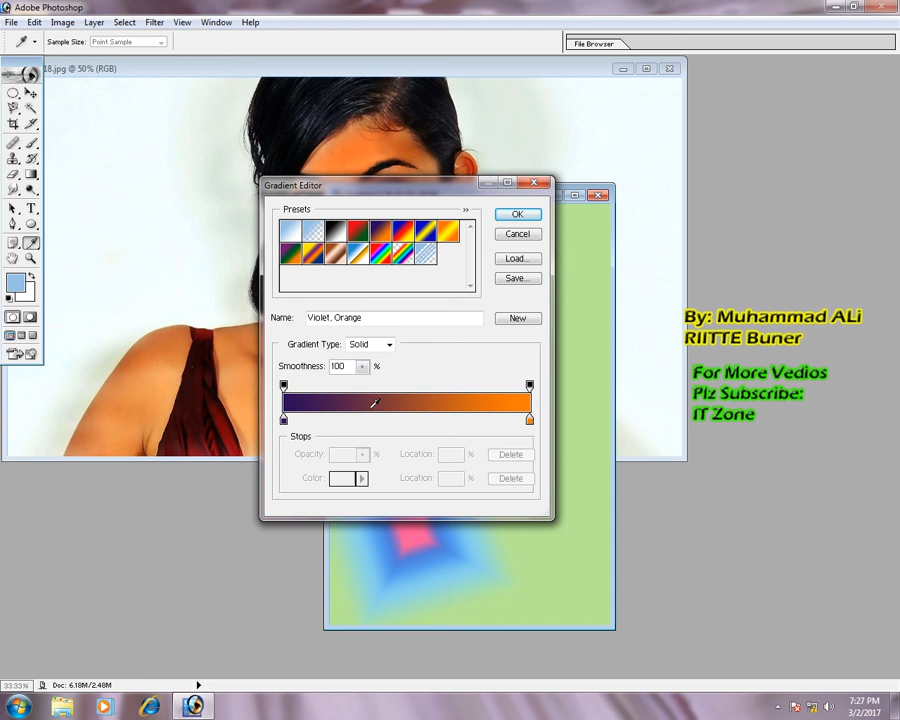 Adobe Photoshop
File Edit Image Layer Select Filter View Window Help
Sample Size: Point Sample
File Browser
18.jpg @ 50% (RGB)
Gradient Editor
Presets
OK
Cancel
Load...
Save...
Name: Violet, Orange
New
Gradient Type: Solid
Smoothness: 100 %
By: Muhammad ALi
RIITTE Buner
For More Vedios
Plz Subscribe:
IT Zone
Stops
Opacity: % Location: % Delete
Color: Location: % Delete
33.33% Doc: 6.18M/2.48M
7:27 PM
3/2/2017